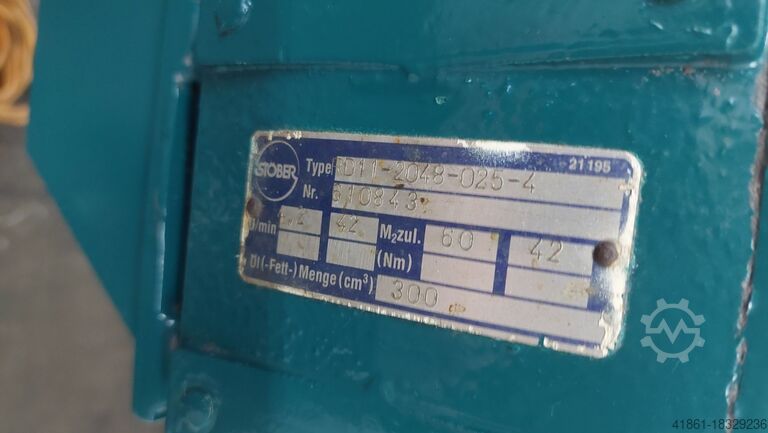 STÖBER
Type RD11-2048-025-4
21195
Nr. 610843
/min 42 M₂zul. 60 42
(Nm)
Öl(-Fett-)Menge(cm³) 300
41861-18329236